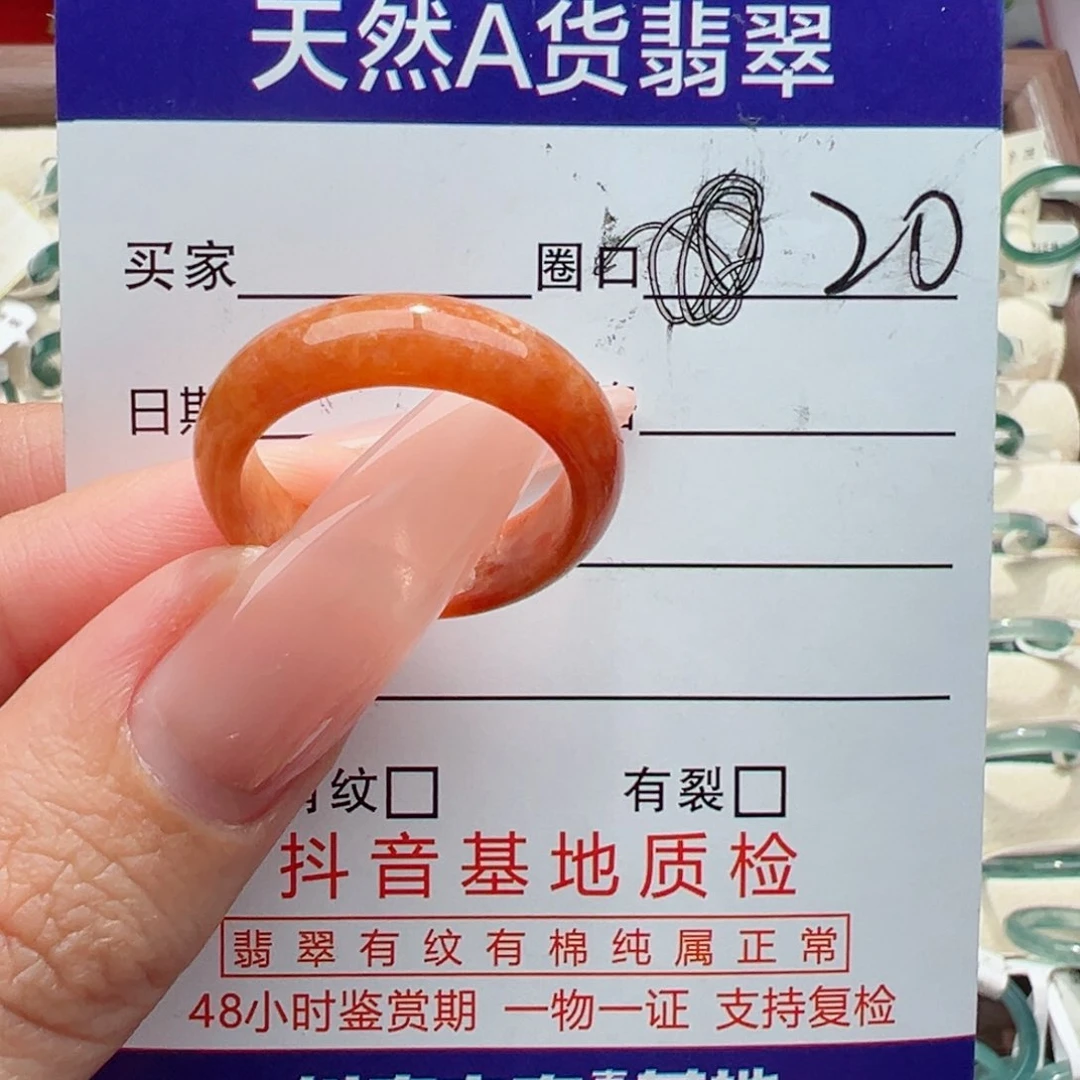 天然A货翡翠
买家 圈口 20
日期
有纹□ 有裂□
抖音基地质检
翡翠有纹有棉纯属正常
48小时鉴赏期 一物一证 支持复检